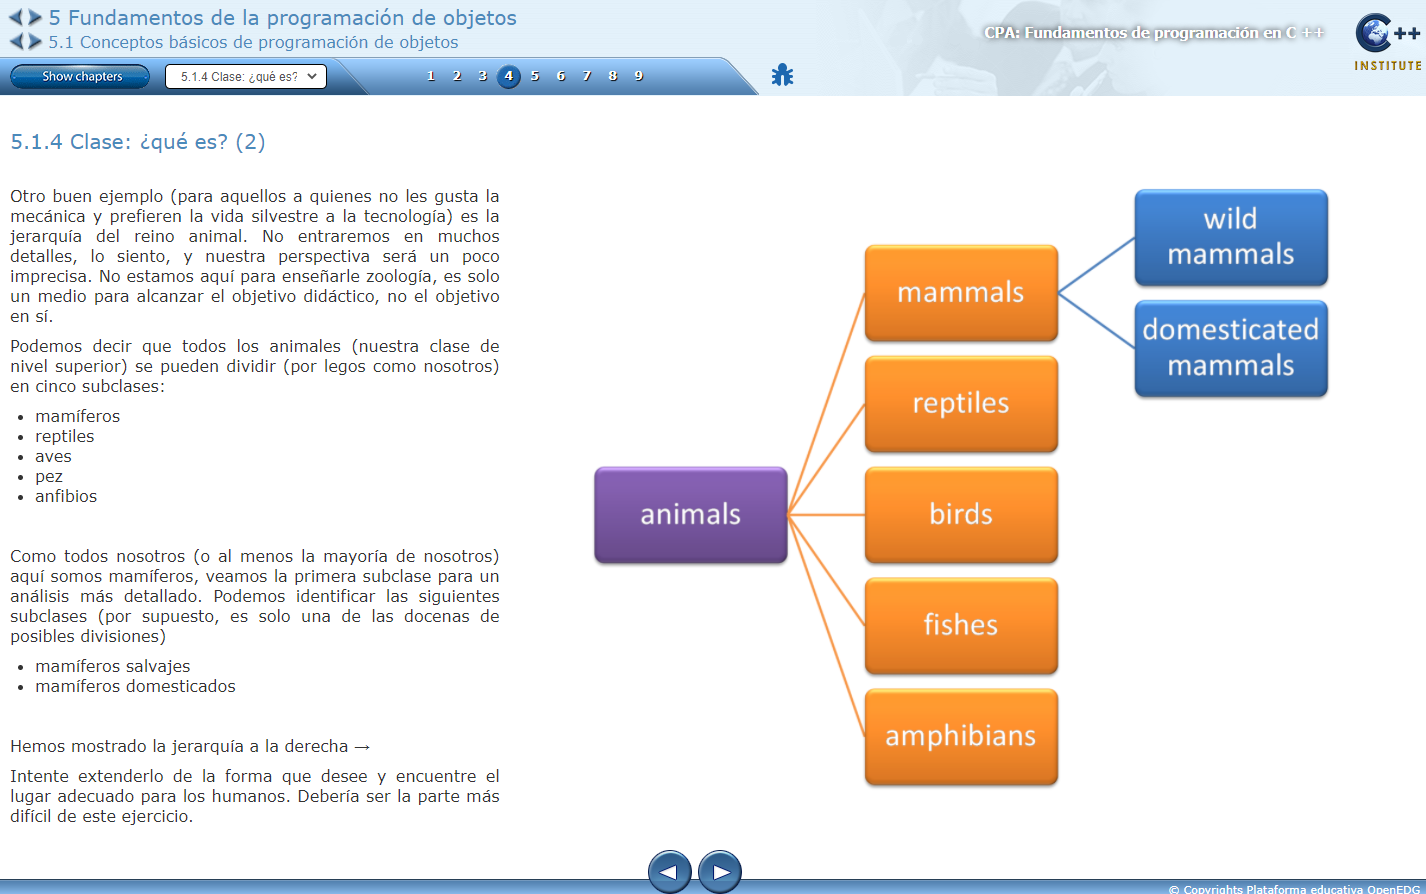 5 Fundamentos de la programación de objetos
5.1 Conceptos básicos de programación de objetos
CPA: Fundamentos de programación en C ++
C++
INSTITUTE
Show chapters
5.1.4 Clase: ¿qué es?
1 2 3 4 5 6 7 8 9
5.1.4 Clase: ¿qué es? (2)
Otro buen ejemplo (para aquellos a quienes no les gusta la
mecánica y prefieren la vida silvestre a la tecnología) es la
jerarquía del reino animal. No entraremos en muchos
detalles, lo siento, y nuestra perspectiva será un poco
imprecisa. No estamos aquí para enseñarle zoología, es solo
un medio para alcanzar el objetivo didáctico, no el objetivo
en sí.
Podemos decir que todos los animales (nuestra clase de
nivel superior) se pueden dividir (por legos como nosotros)
en cinco subclases:
• mamíferos
• reptiles
• aves
• pez
• anfibios
Como todos nosotros (o al menos la mayoría de nosotros)
aquí somos mamíferos, veamos la primera subclase para un
análisis más detallado. Podemos identificar las siguientes
subclases (por supuesto, es solo una de las docenas de
posibles divisiones)
• mamíferos salvajes
• mamíferos domesticados
Hemos mostrado la jerarquía a la derecha →
Intente extenderlo de la forma que desee y encuentre el
lugar adecuado para los humanos. Debería ser la parte más
difícil de este ejercicio.
animals
mammals
reptiles
birds
fishes
amphibians
wild
mammals
domesticated
mammals
© Copyrights Plataforma educativa OpenEDG